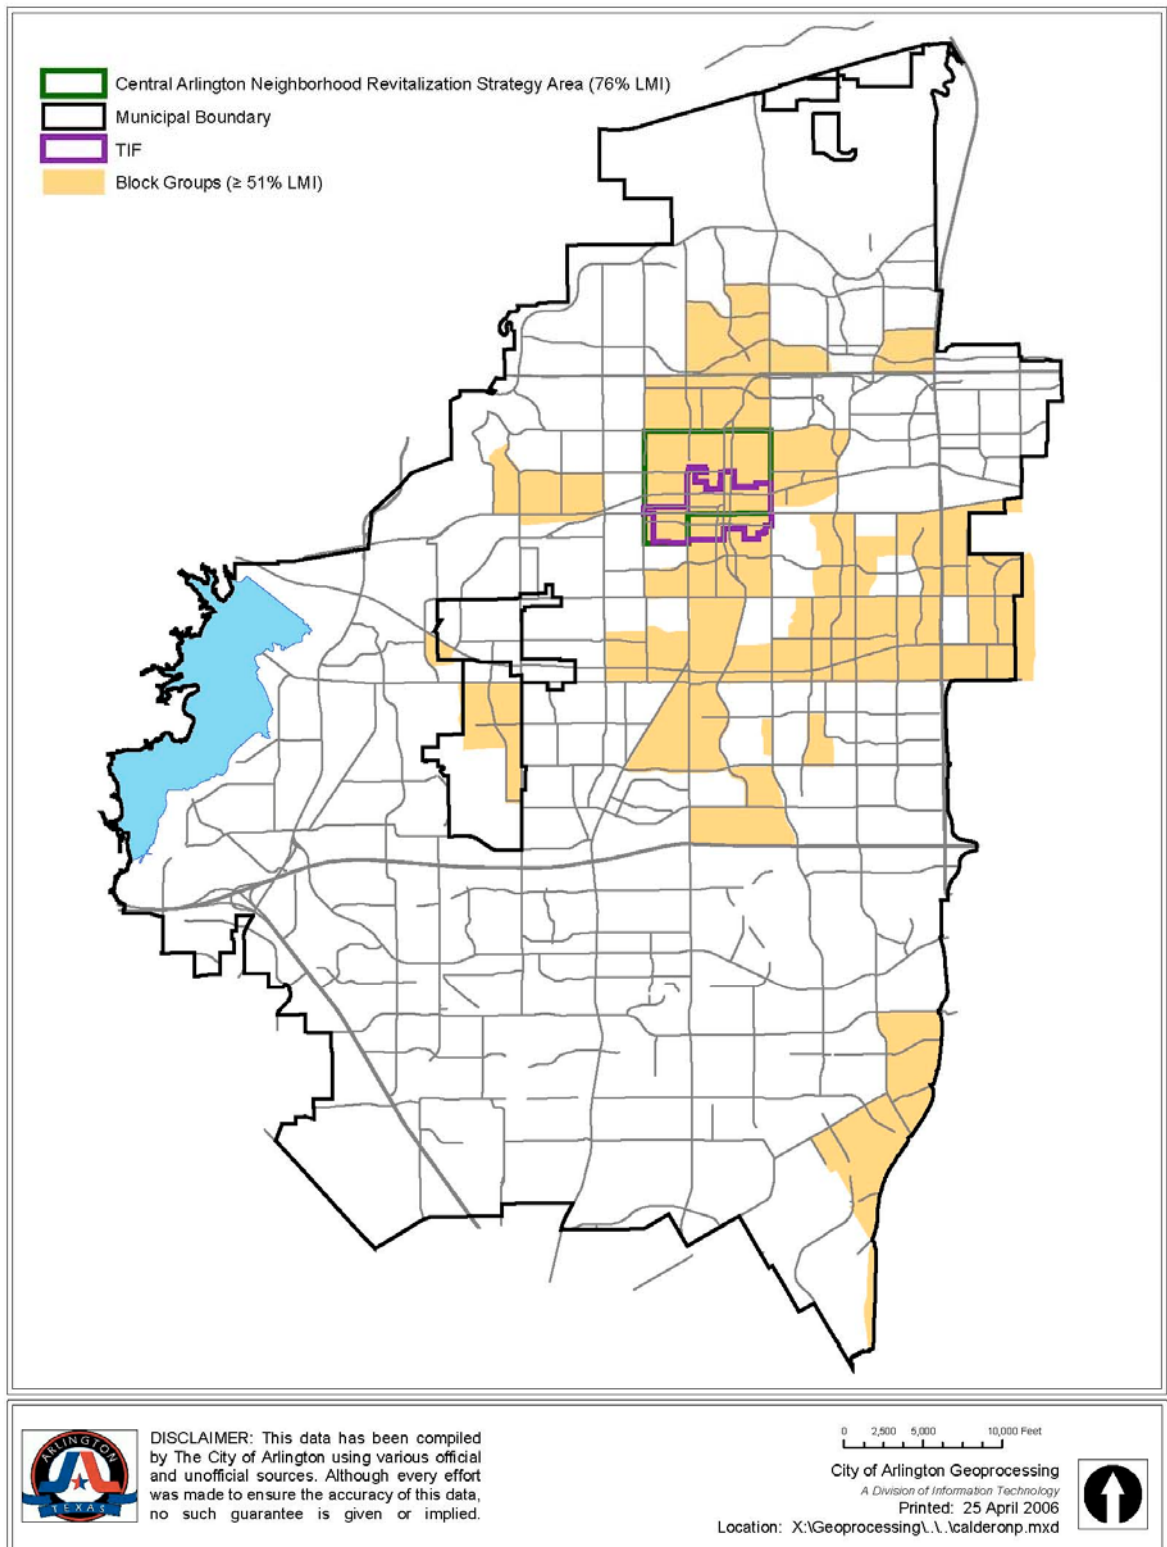 Central Arlington Neighborhood Revitalization Strategy Area (76% LMI)
Municipal Boundary
TIF
Block Groups (≥ 51% LMI)
ARLINGTON
TEXAS
DISCLAIMER: This data has been compiled
by The City of Arlington using various official
and unofficial sources. Although every effort
was made to ensure the accuracy of this data,
no such guarantee is given or implied.
0 2,500 5,000 10,000 Feet
City of Arlington Geoprocessing
A Division of Information Technology
Printed: 25 April 2006
Location: X:\Geoprocessing\..\..\calderonp.mxd